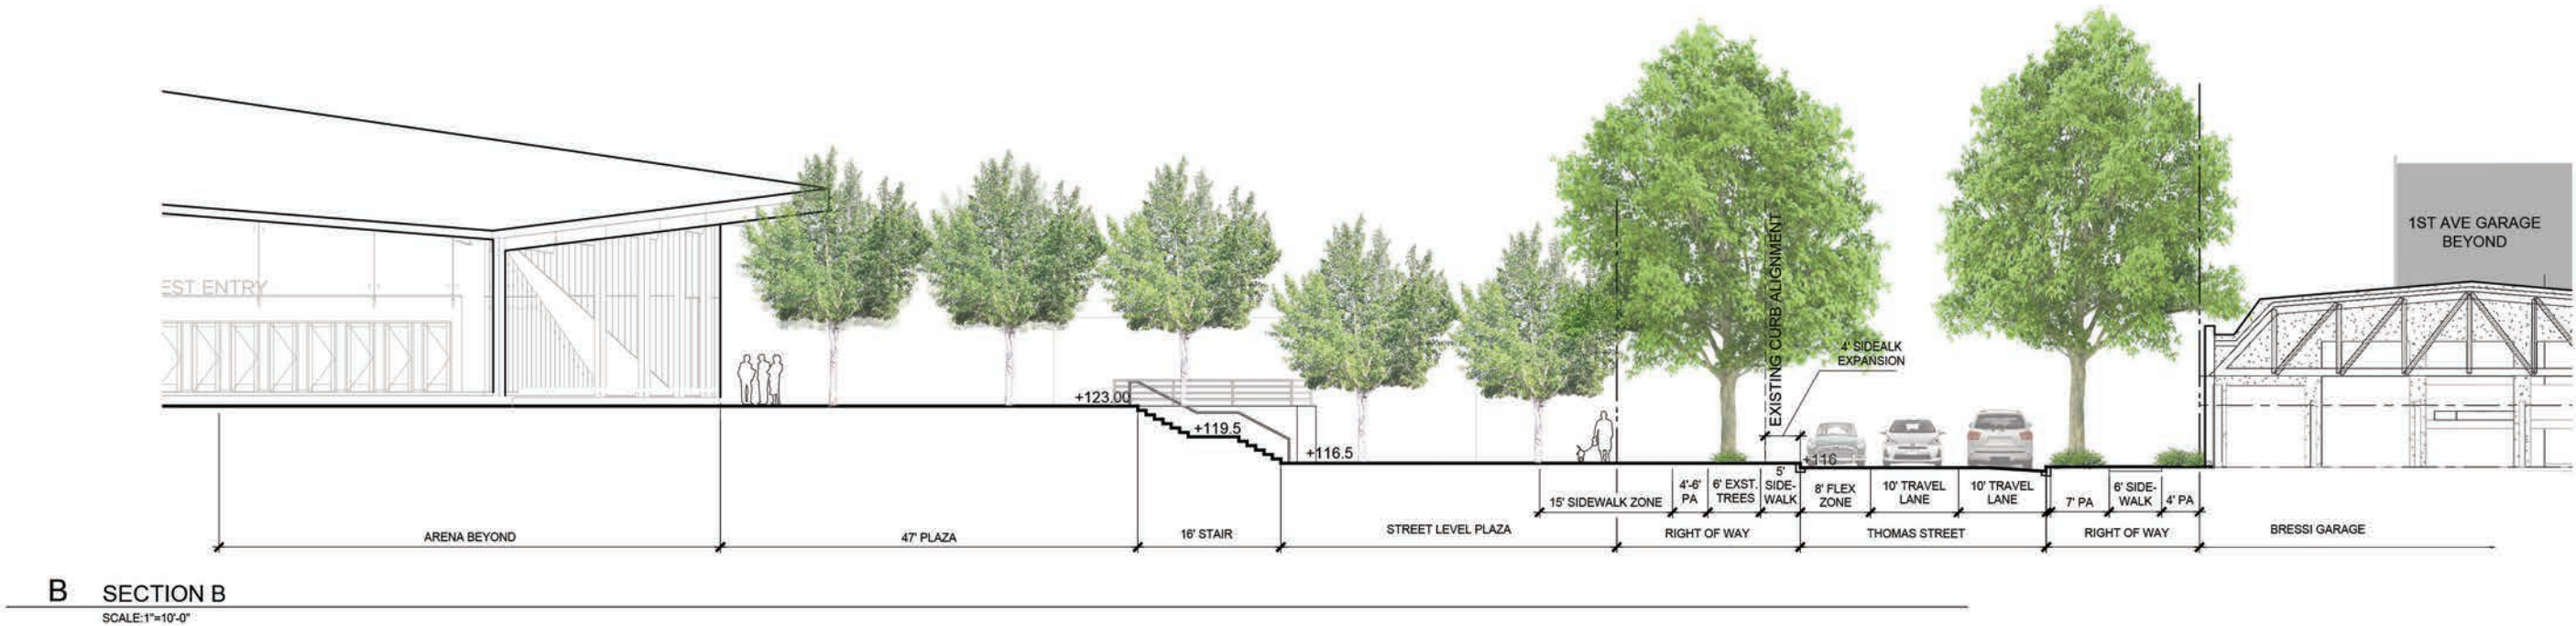 EST ENTRY
EXISTING CURB ALIGNMENT
1ST AVE GARAGE
BEYOND
4' SIDEALK
EXPANSION
+123.00
+119.5
+116.5
+116
15' SIDEWALK ZONE
4'-6'
PA
6' EXST.
TREES
5'
SIDE-
WALK
8' FLEX
ZONE
10' TRAVEL
LANE
10' TRAVEL
LANE
7' PA
6' SIDE-
WALK
4' PA
ARENA BEYOND
47' PLAZA
16' STAIR
STREET LEVEL PLAZA
RIGHT OF WAY
THOMAS STREET
RIGHT OF WAY
BRESSI GARAGE
B SECTION B
SCALE:1"=10'-0"